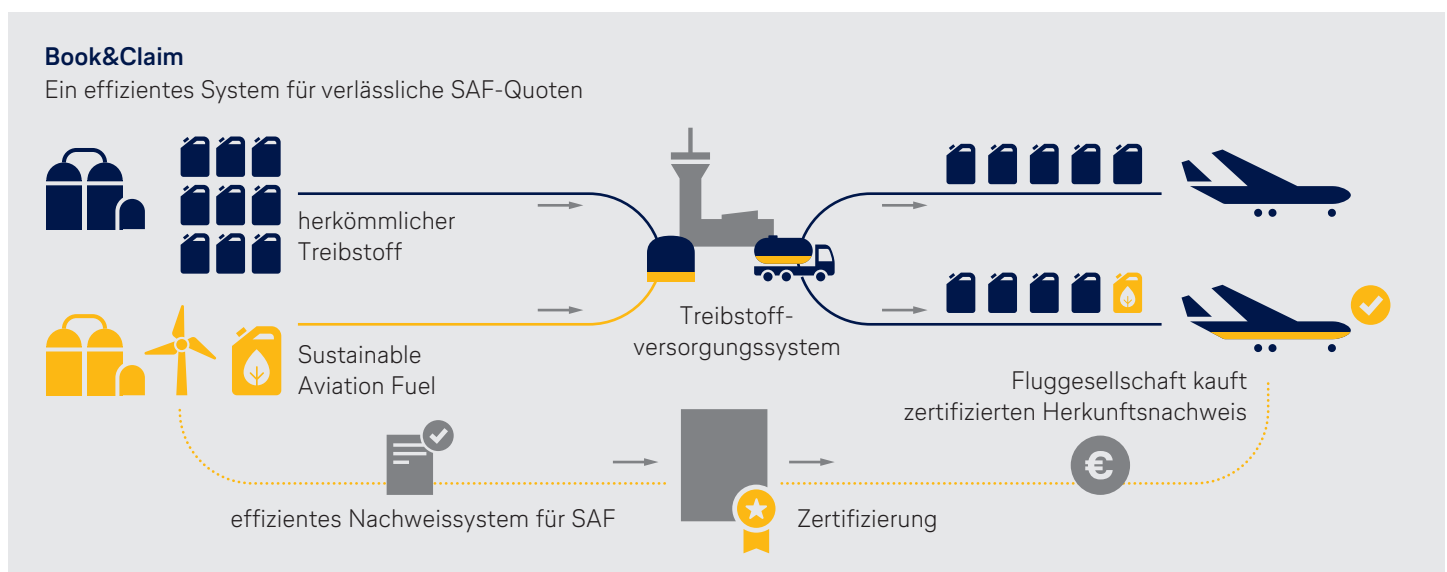 Book&Claim
Ein effizientes System für verlässliche SAF-Quoten
herkömmlicher
Treibstoff
Sustainable
Aviation Fuel
Treibstoff-
versorgungssystem
Fluggesellschaft kauft
zertifizierten Herkunftsnachweis
€
effizientes Nachweissystem für SAF
Zertifizierung